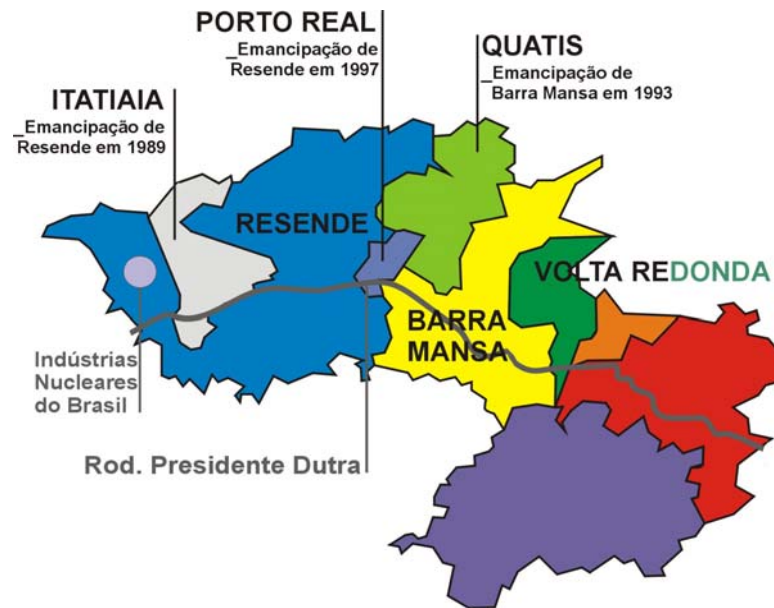 PORTO REAL
_Emancipação de
Resende em 1997
QUATIS
_Emancipação de
Barra Mansa em 1993
ITATIAIA
_Emancipação de
Resende em 1989
RESENDE
VOLTA REDONDA
BARRA
MANSA
Indústrias
Nucleares
do Brasil
Rod. Presidente Dutra